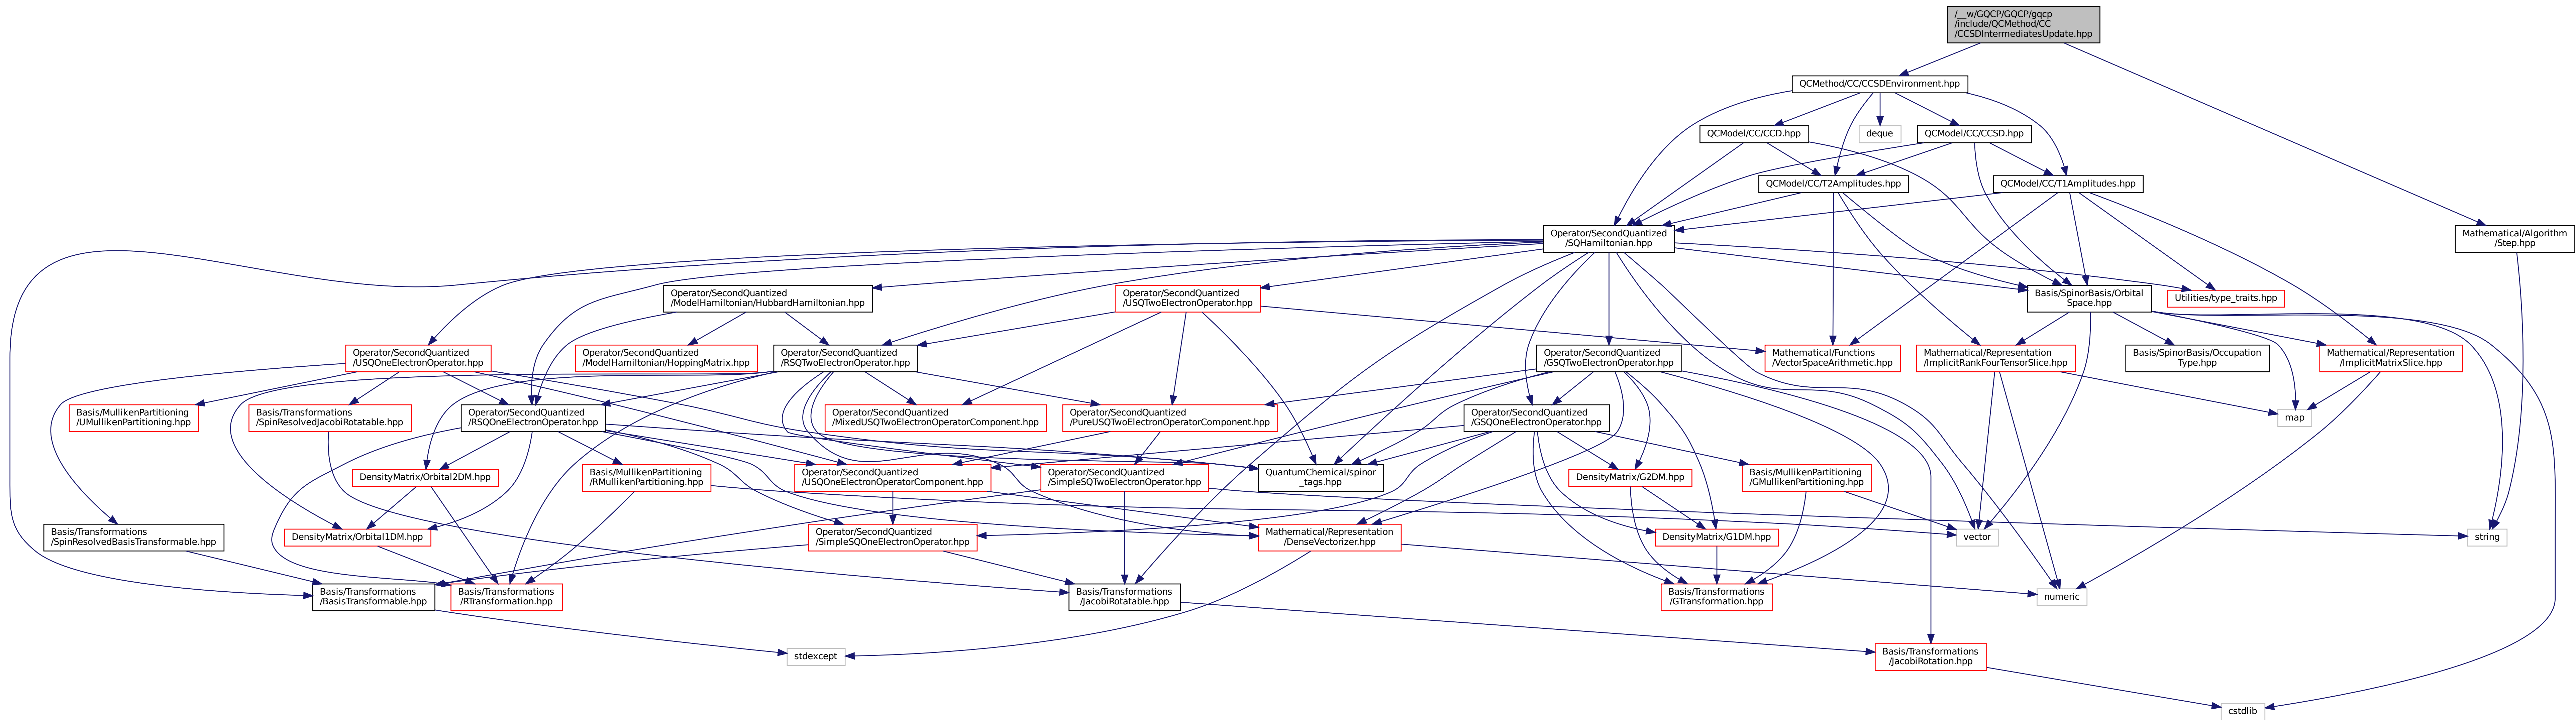 /__w/GQCP/GQCP/gqcp
/include/QCMethod/CC
/CCSDIntermediatesUpdate.hpp
QCMethod/CC/CCSDEnvironment.hpp
QCModel/CC/CCD.hpp
deque
QCModel/CC/CCSD.hpp
QCModel/CC/T2Amplitudes.hpp
QCModel/CC/T1Amplitudes.hpp
Operator/SecondQuantized
/SQHamiltonian.hpp
Mathematical/Algorithm
/Step.hpp
Operator/SecondQuantized
/ModelHamiltonian/HubbardHamiltonian.hpp
Operator/SecondQuantized
/USQTwoElectronOperator.hpp
Basis/SpinorBasis/Orbital
Space.hpp
Utilities/type_traits.hpp
Operator/SecondQuantized
/USQOneElectronOperator.hpp
Operator/SecondQuantized
/ModelHamiltonian/HoppingMatrix.hpp
Operator/SecondQuantized
/RSQTwoElectronOperator.hpp
Operator/SecondQuantized
/GSQTwoElectronOperator.hpp
Mathematical/Functions
/VectorSpaceArithmetic.hpp
Mathematical/Representation
/ImplicitRankFourTensorSlice.hpp
Basis/SpinorBasis/Occupation
Type.hpp
Mathematical/Representation
/ImplicitMatrixSlice.hpp
Basis/MullikenPartitioning
/UMullikenPartitioning.hpp
Basis/Transformations
/SpinResolvedJacobiRotatable.hpp
Operator/SecondQuantized
/RSQOneElectronOperator.hpp
Operator/SecondQuantized
/MixedUSQTwoElectronOperatorComponent.hpp
Operator/SecondQuantized
/PureUSQTwoElectronOperatorComponent.hpp
Operator/SecondQuantized
/GSQOneElectronOperator.hpp
map
DensityMatrix/Orbital2DM.hpp
Basis/MullikenPartitioning
/RMullikenPartitioning.hpp
Operator/SecondQuantized
/USQOneElectronOperatorComponent.hpp
Operator/SecondQuantized
/SimpleSQTwoElectronOperator.hpp
QuantumChemical/spinor
_tags.hpp
DensityMatrix/G2DM.hpp
Basis/MullikenPartitioning
/GMullikenPartitioning.hpp
Basis/Transformations
/SpinResolvedBasisTransformable.hpp
DensityMatrix/Orbital1DM.hpp
Operator/SecondQuantized
/SimpleSQOneElectronOperator.hpp
Mathematical/Representation
/DenseVectorizer.hpp
DensityMatrix/G1DM.hpp
vector
string
Basis/Transformations
/BasisTransformable.hpp
Basis/Transformations
/RTransformation.hpp
Basis/Transformations
/JacobiRotatable.hpp
Basis/Transformations
/GTransformation.hpp
numeric
stdexcept
Basis/Transformations
/JacobiRotation.hpp
cstdlib